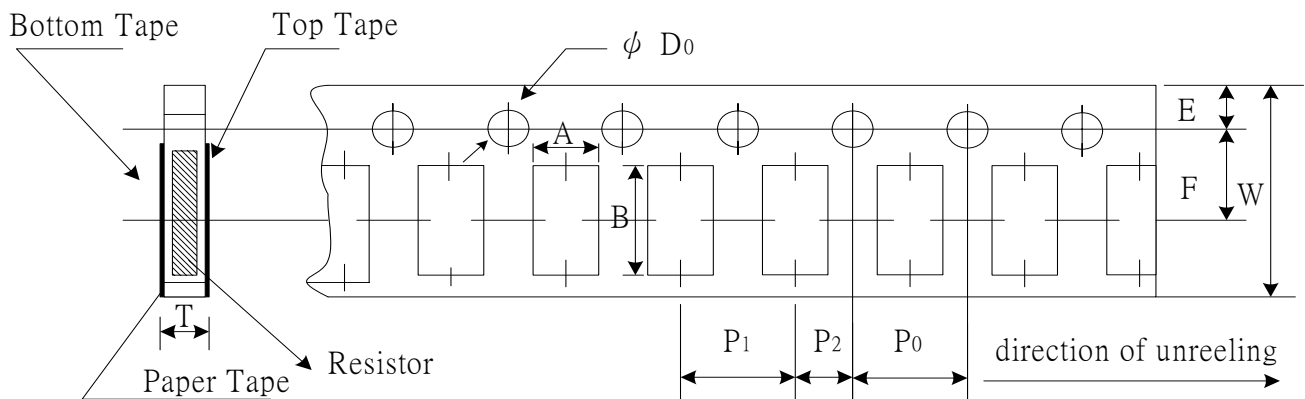 Bottom Tape
Top Tape
ϕ D0
A
E
B
F
W
T
P1
P2
P0
direction of unreeling
Resistor
Paper Tape